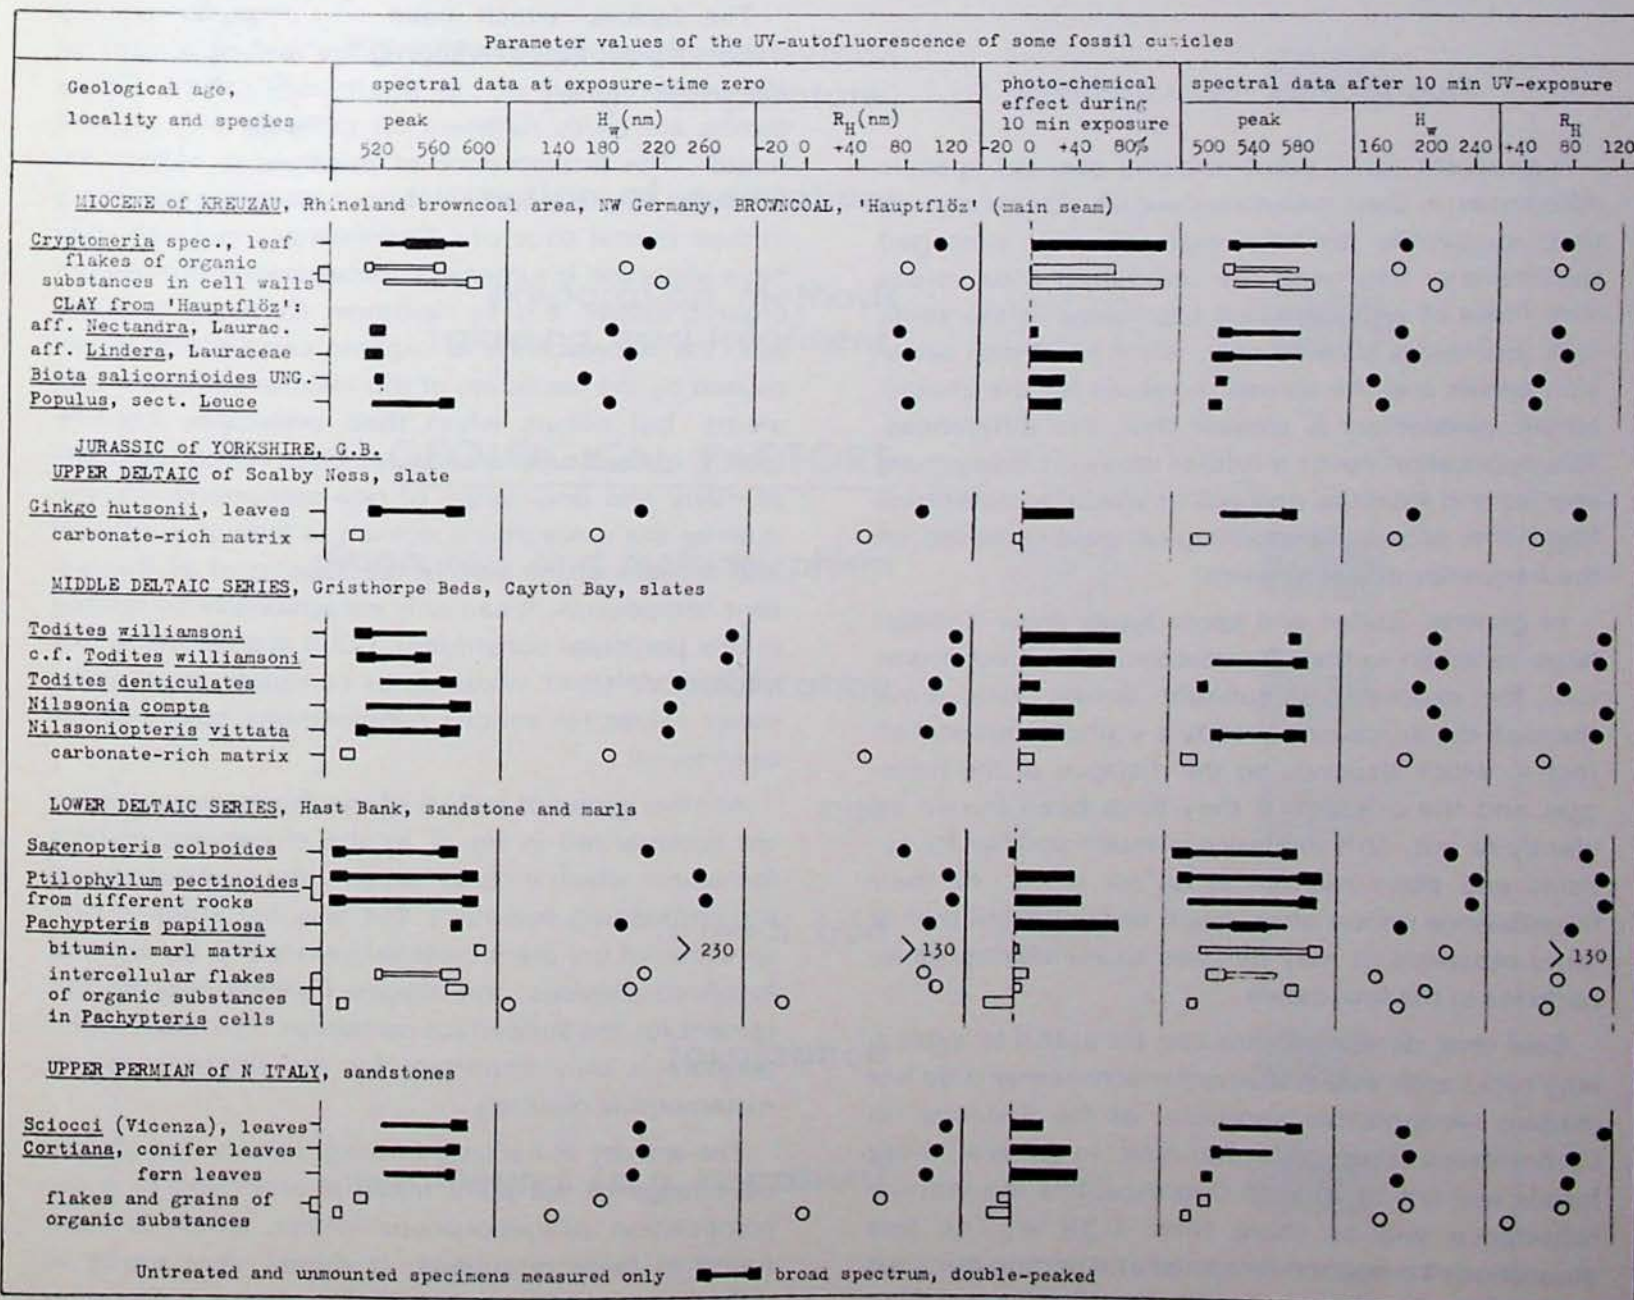 Parameter values of the UV-autofluorescence of some fossil cuticles
Geological age,
locality and species
spectral data at exposure-time zero
photo-chemical
effect during
10 min exposure
spectral data after 10 min UV-exposure
peak
H_w(nm)
R_H(nm)
peak
H_w
R_H
520 560 600
140 180 220 260
-20 0 +40 80 120
-20 0 +40 80%
500 540 580
160 200 240
+40 80 120
MIOCENE of KREUZAU, Rhineland browncoal area, NW Germany, BROWNCOAL, 'Hauptflöz' (main seam)
Cryptomeria spec., leaf
flakes of organic
substances in cell walls
CLAY from 'Hauptflöz':
aff. Nectandra, Laurac.
aff. Lindera, Lauraceae
Biota salicornioides UNG.
Populus, sect. Leuce
JURASSIC of YORKSHIRE, G.B.
UPPER DELTAIC of Scalby Ness, slate
Ginkgo hutsonii, leaves
carbonate-rich matrix
MIDDLE DELTAIC SERIES, Gristhorpe Beds, Cayton Bay, slates
Todites williamsoni
c.f. Todites williamsoni
Todites denticulates
Nilssonia compta
Nilssoniopteris vittata
carbonate-rich matrix
LOWER DELTAIC SERIES, Hast Bank, sandstone and marls
Sagenopteris colpoides
Ptilophyllum pectinoides
from different rocks
Pachypteris papillosa
bitumin. marl matrix >230 >130 >130
intercellular flakes
of organic substances
in Pachypteris cells
UPPER PERMIAN of N ITALY, sandstones
Sciocci (Vicenza), leaves
Cortiana, conifer leaves
fern leaves
flakes and grains of
organic substances
Untreated and unmounted specimens measured only broad spectrum, double-peaked